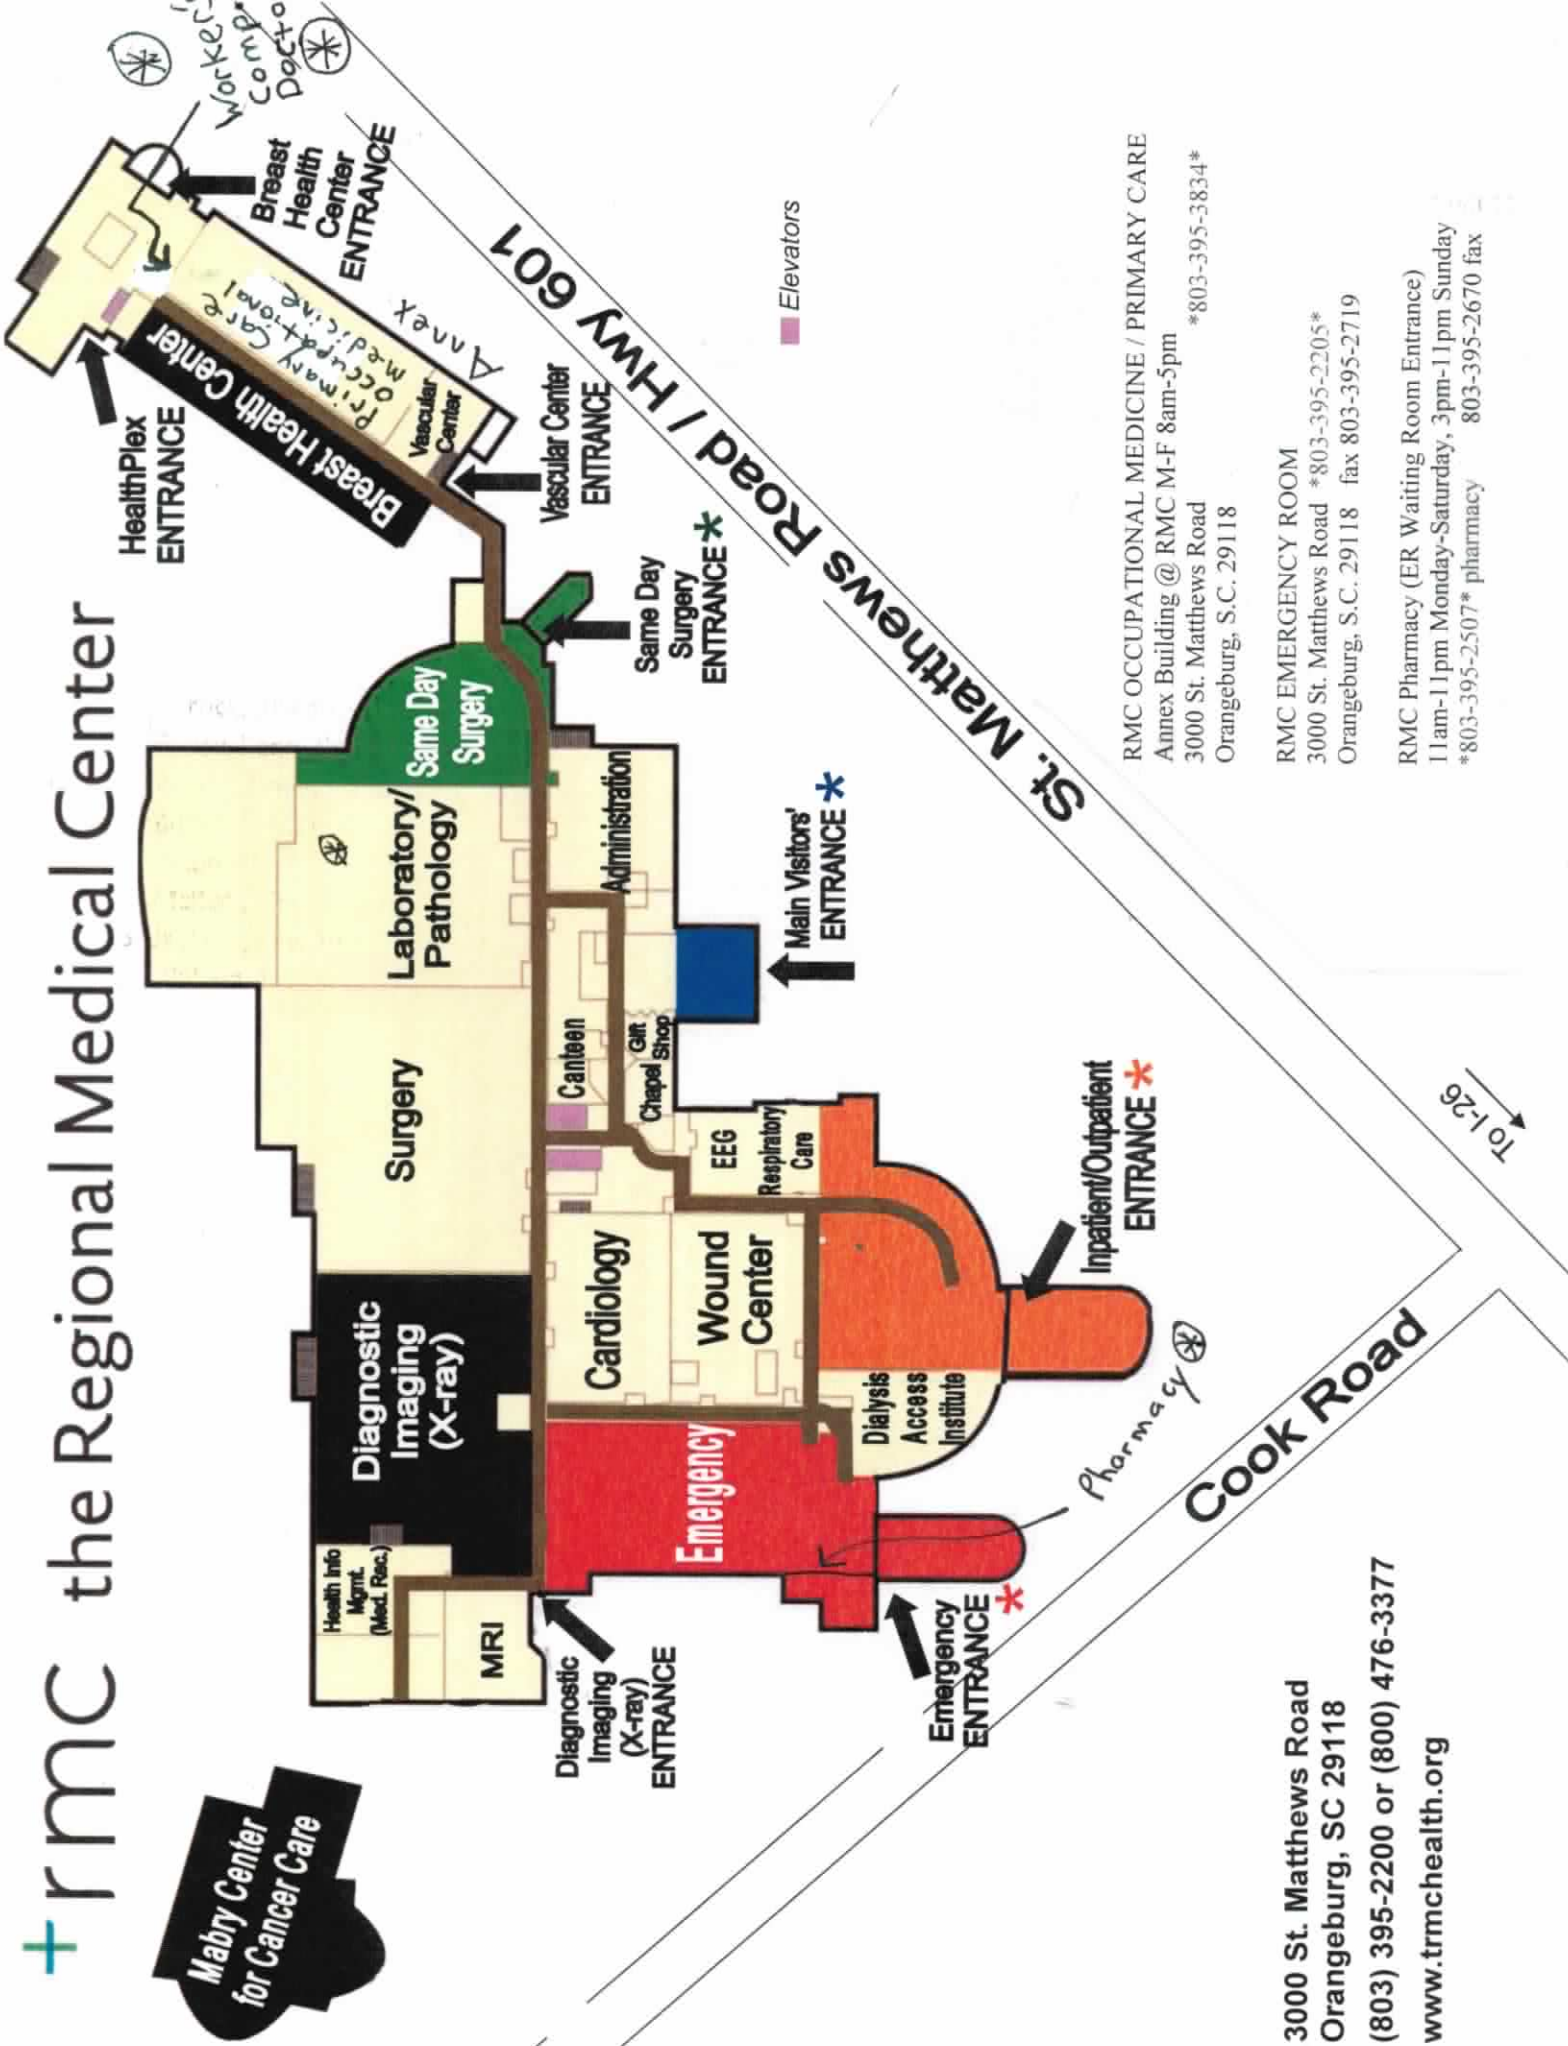 +rmc the Regional Medical Center
Mabry Center
for Cancer Care
Health Info
Mgmt.
(Med. Rec.)
MRI
Diagnostic
Imaging
(X-ray)
Surgery
Laboratory/
Pathology
Same Day
Surgery
HealthPlex
ENTRANCE
Breast Health Center
Primary Care
Occupational
Medicine
Annex
Vascular
Center
Worker's
Comp.
Docto
Breast
Health
Center
ENTRANCE
Vascular Center
ENTRANCE
Same Day
Surgery
ENTRANCE*
Diagnostic
Imaging
(X-ray)
ENTRANCE
Emergency
Cardiology
Wound
Center
Canteen
Administration
Chapel
Gift
Shop
EEG
Respiratory
Care
Dialysis
Access
Institute
Main Visitors'
ENTRANCE*
Elevators
Emergency
ENTRANCE
*
Inpatient/Outpatient
ENTRANCE *
Pharmacy
St. Matthews Road / Hwy 601
Cook Road
To I-26
3000 St. Matthews Road
Orangeburg, SC 29118
(803) 395-2200 or (800) 476-3377
www.trmchealth.org
RMC OCCUPATIONAL MEDICINE / PRIMARY CARE
Annex Building @ RMC M-F 8am-5pm
3000 St. Matthews Road *803-395-3834*
Orangeburg, S.C. 29118
RMC EMERGENCY ROOM
3000 St. Matthews Road *803-395-2205*
Orangeburg, S.C. 29118 fax 803-395-2719
RMC Pharmacy (ER Waiting Room Entrance)
11am-11pm Monday-Saturday, 3pm-11pm Sunday
*803-395-2507* pharmacy 803-395-2670 fax